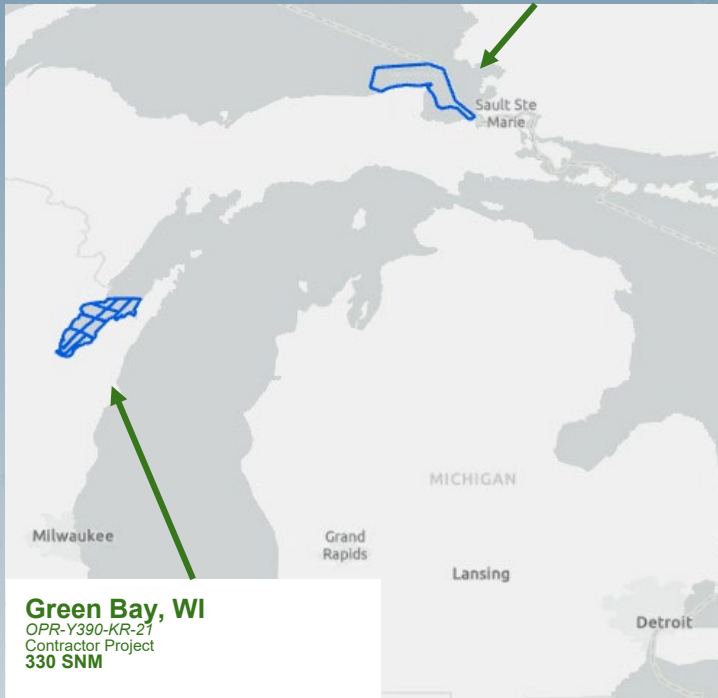 Sault Ste
Marie
MICHIGAN
Milwaukee
Grand
Rapids
Lansing
Detroit
Green Bay, WI
OPR-Y390-KR-21
Contractor Project
330 SNM